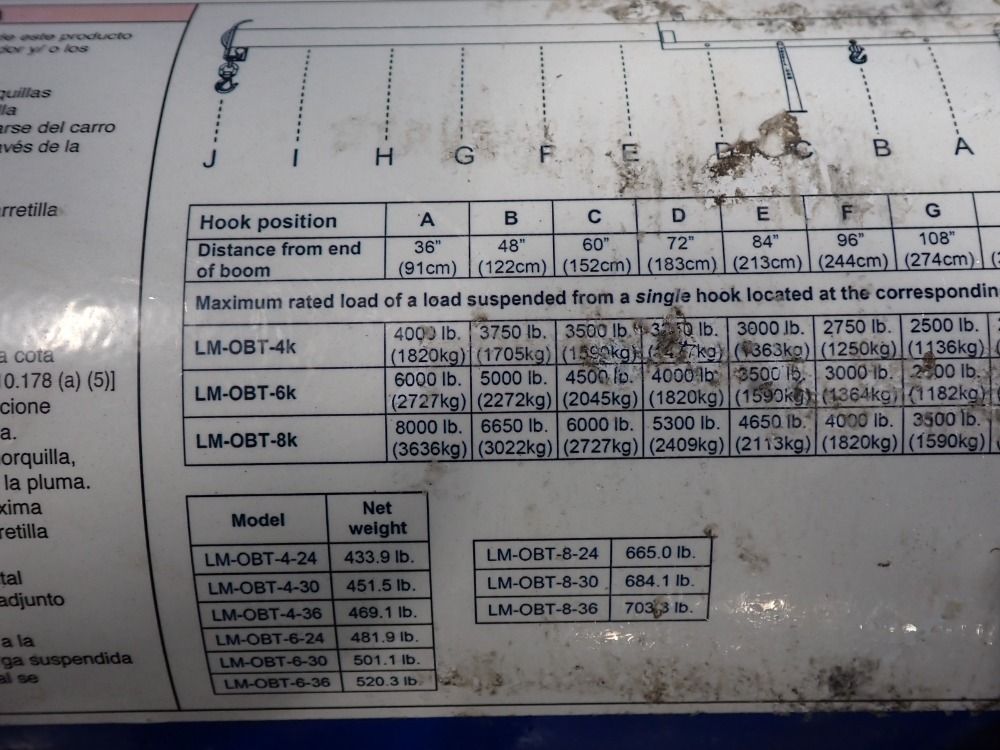 de este producto
dor y/ o los
quillas
lla
arse del carro
avés de la
rretilla
a cota
10.178 (a) (5)]
cione
a.
orquilla,
la pluma.
xima
retilla
tal
adjunto
a la
ga suspendida
al se
J I H G F E D C B A
Hook position A B C D E F G
Distance from end of boom 36" (91cm) 48" (122cm) 60" (152cm) 72" (183cm) 84" (213cm) 96" (244cm) 108" (274cm)
Maximum rated load of a load suspended from a single hook located at the correspondin
LM-OBT-4k 4000 lb. (1820kg) 3750 lb. (1705kg) 3500 lb. lb. 3000 lb. (1363kg) 2750 lb. (1250kg) 2500 lb. (1136kg)
LM-OBT-6k 6000 lb. (2727kg) 5000 lb. (2272kg) 4500 lb. (2045kg) 4000 lb. (1820kg) 3500 lb. (1590kg) 3000 lb. (1364kg) lb. (1182kg)
LM-OBT-8k 8000 lb. (3636kg) 6650 lb. (3022kg) 6000 lb. (2727kg) 5300 lb. (2409kg) 4650 lb. (2113kg) 4000 lb. (1820kg) 3500 lb. (1590kg)
Model Net weight
LM-OBT-4-24 433.9 lb.
LM-OBT-4-30 451.5 lb.
LM-OBT-4-36 469.1 lb.
LM-OBT-6-24 481.9 lb.
LM-OBT-6-30 501.1 lb.
LM-OBT-6-36 520.3 lb.
LM-OBT-8-24 665.0 lb.
LM-OBT-8-30 684.1 lb.
LM-OBT-8-36 703.3 lb.